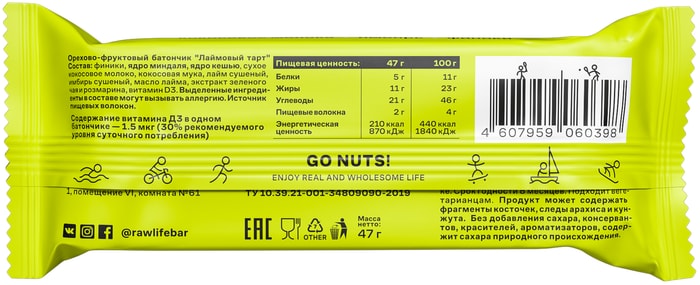 Орехово-фруктовый батончик "Лаймовый тарт"
Состав: финики, ядро миндаля, ядро кешью, сухое
кокосовое молоко, кокосовая мука, лайм сушеный,
имбирь сушеный, масло лайма, экстракт зеленого
чая и розмарина, витамин D3. Выделенные ингреди-
енты в составе могут вызывать аллергию. Источник
пищевых волокон.
Содержание витамина Д3 в одном
батончике — 1.5 мкг (30% рекомендуемого
уровня суточного потребления)
Пищевая ценность: 47 г 100 г
Белки 5 г 11 г
Жиры 11 г 23 г
Углеводы 21 г 46 г
Пищевые волокна 2 г 4 г
Энергетическая 210 ккал 440 ккал
ценность 870 кДж 1840 кДж
4 607959 060398
GO NUTS!
ENJOY REAL AND WHOLESOME LIFE
1, помещение VI, комната №61
ТУ 10.39.21-001-34809090-2019
ке. Срок годности 8 месяцев. Подходит веге-
тарианцам. Продукт может содержать
фрагменты косточек, следы арахиса и кун-
жута. Без добавления сахара, консерван-
тов, красителей, ароматизаторов, содер-
жит сахара природного происхождения.
@rawlifebar
EAC
7
OTHER
Масса
нетто:
47 г